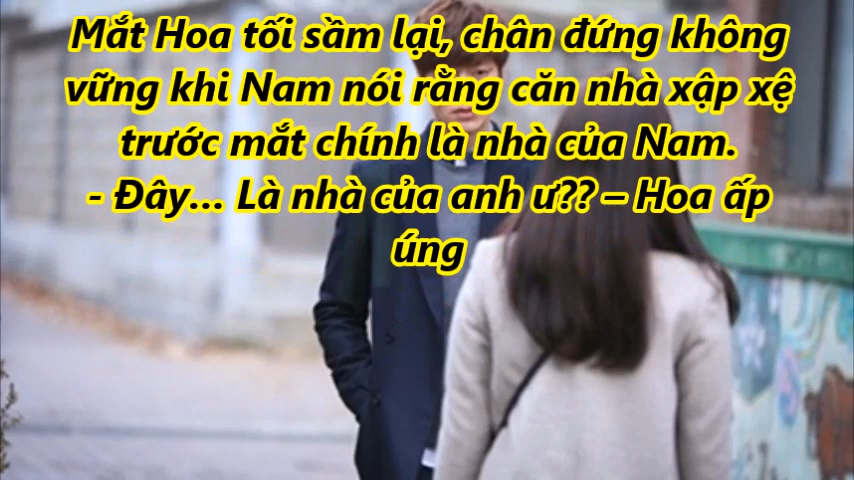 Mắt Hoa tối sầm lại, chân đứng không
vững khi Nam nói rằng căn nhà xập xệ
trước mắt chính là nhà của Nam.
- Đây... Là nhà của anh ư?? – Hoa ấp
úng